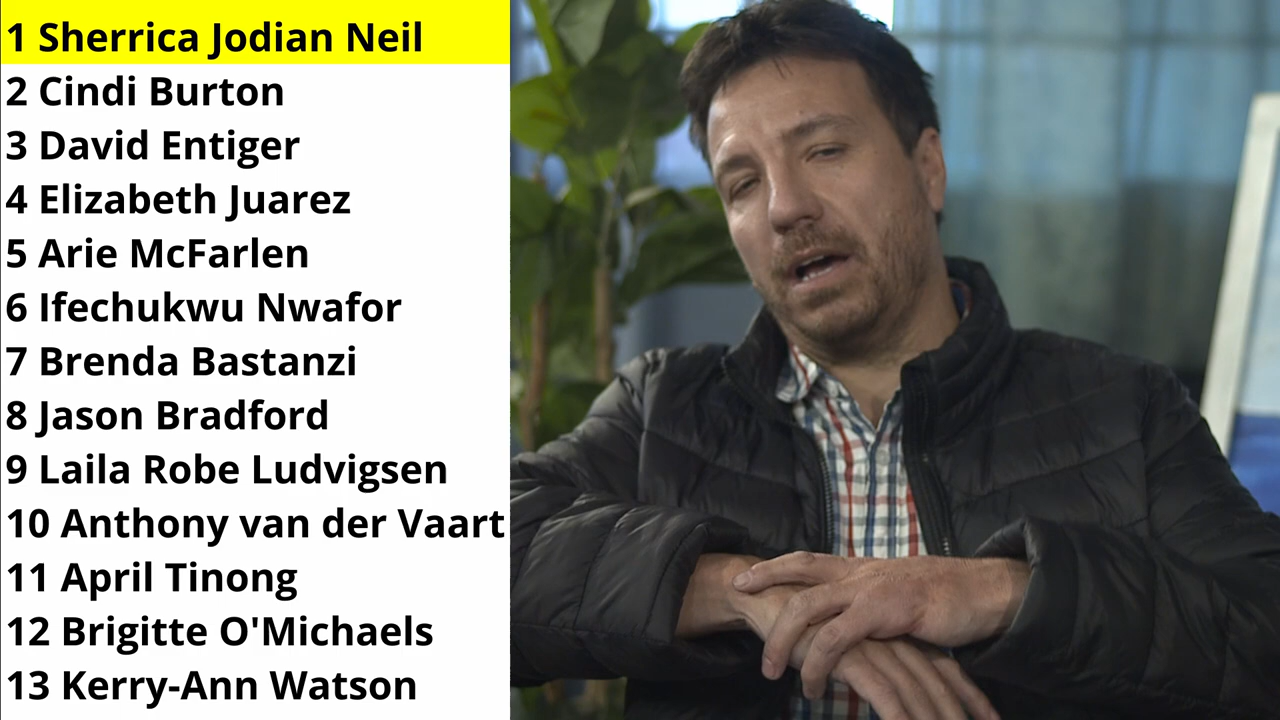 1 Sherrica Jodian Neil
2 Cindi Burton
3 David Entiger
4 Elizabeth Juarez
5 Arie McFarlen
6 Ifechukwu Nwafor
7 Brenda Bastanzi
8 Jason Bradford
9 Laila Robe Ludvigsen
10 Anthony van der Vaart
11 April Tinong
12 Brigitte O'Michaels
13 Kerry-Ann Watson